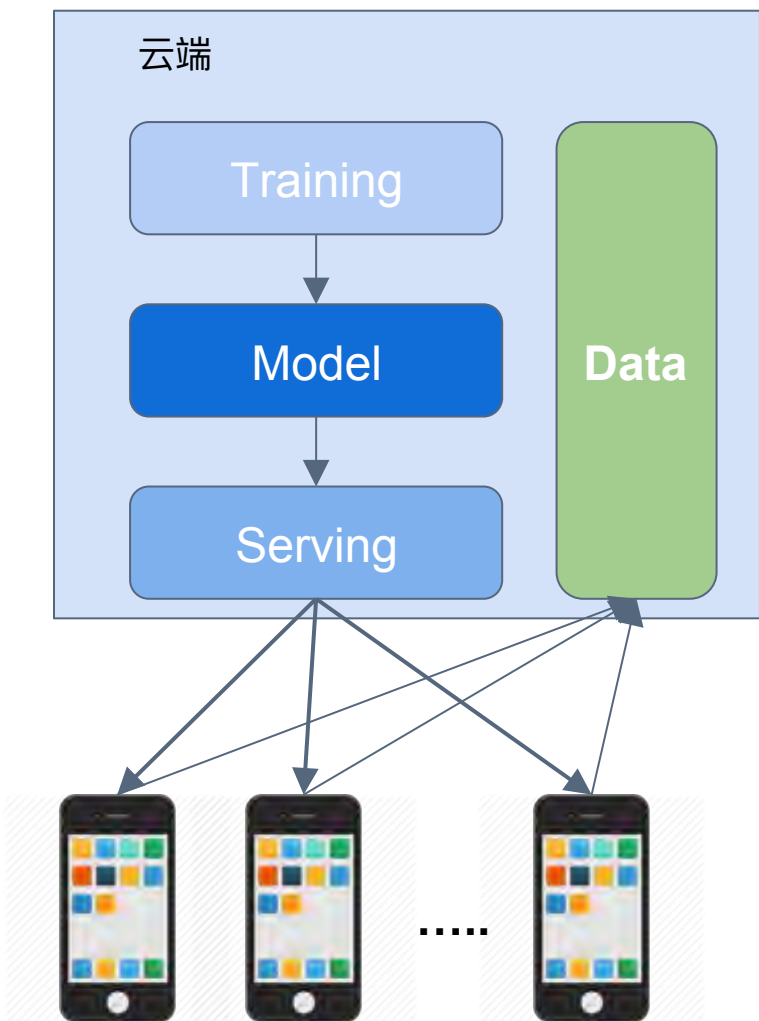 云端
Training
Model
Data
Serving
.....